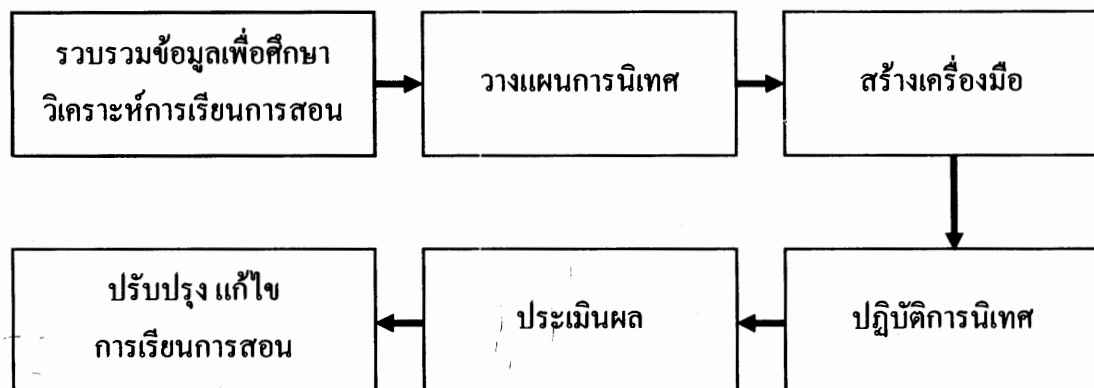 รวบรวมข้อมูลเพื่อศึกษา
วิเคราะห์การเรียนการสอน
วางแผนการนิเทศ
สร้างเครื่องมือ
ปฏิบัติการนิเทศ
ประเมินผล
ปรับปรุง แก้ไข
การเรียนการสอน